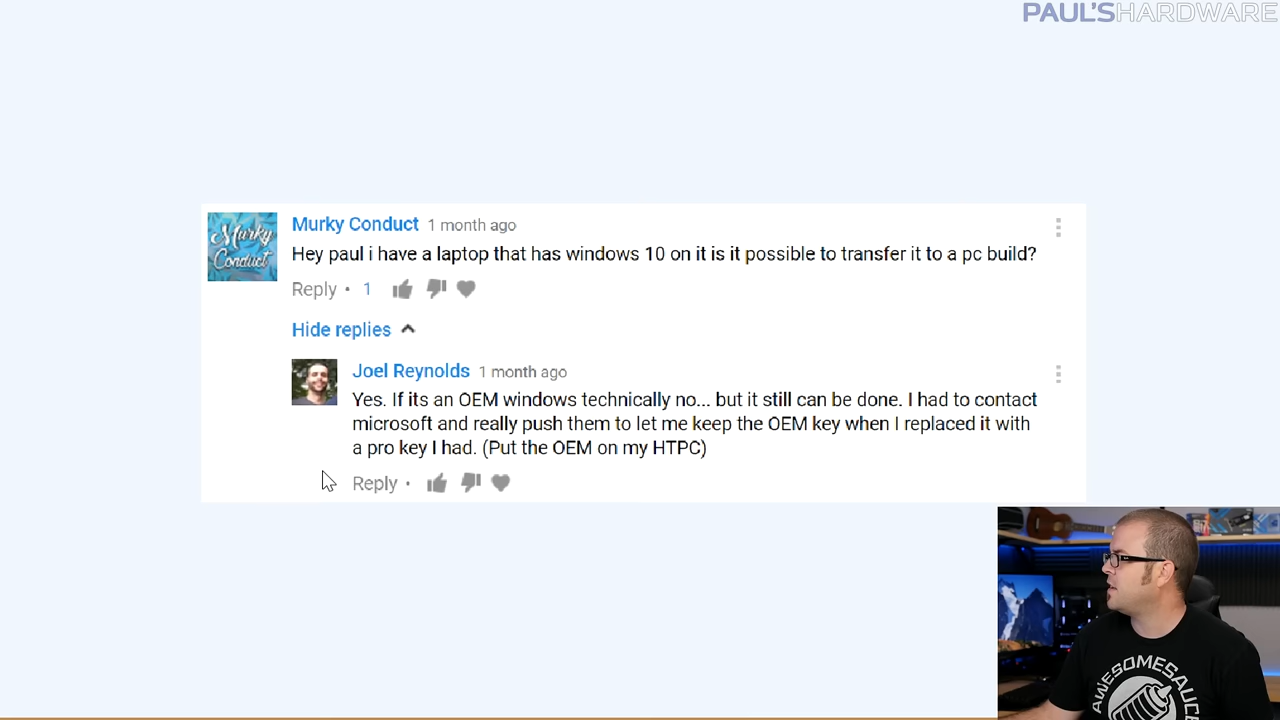 PAUL'SHARDWARE
Murky Conduct
Murky Conduct 1 month ago
Hey paul i have a laptop that has windows 10 on it is it possible to transfer it to a pc build?
Reply • 1
Hide replies
Joel Reynolds 1 month ago
Yes. If its an OEM windows technically no... but it still can be done. I had to contact
microsoft and really push them to let me keep the OEM key when I replaced it with
a pro key I had. (Put the OEM on my HTPC)
Reply •
AWESOMESAUC